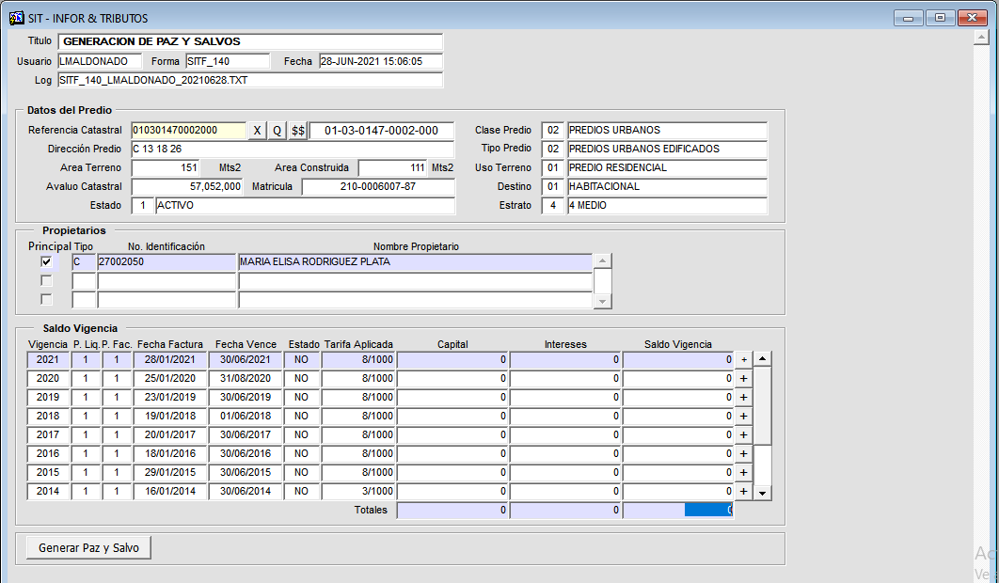 SIT - INFOR & TRIBUTOS
Titulo GENERACION DE PAZ Y SALVOS
Usuario LMALDONADO Forma SITF_140 Fecha 28-JUN-2021 15:06:05
Log SITF_140_LMALDONADO_20210628.TXT
Datos del Predio
Referencia Catastral 010301470002000 X Q $$ 01-03-0147-0002-000 Clase Predio 02 PREDIOS URBANOS
Dirección Predio C 13 18 26 Tipo Predio 02 PREDIOS URBANOS EDIFICADOS
Area Terreno 151 Mts2 Area Construida 111 Mts2 Uso Terreno 01 PREDIO RESIDENCIAL
Avaluo Catastral 57,052,000 Matricula 210-0006007-87 Destino 01 HABITACIONAL
Estado 1 ACTIVO Estrato 4 4 MEDIO
Propietarios
Principal Tipo No. Identificación Nombre Propietario
C 27002050 MARIA ELISA RODRIGUEZ PLATA
Saldo Vigencia
Vigencia P. Liq. P. Fac. Fecha Factura Fecha Vence Estado Tarifa Aplicada Capital Intereses Saldo Vigencia
2021 1 1 28/01/2021 30/06/2021 NO 8/1000 0 0 0 +
2020 1 1 25/01/2020 31/08/2020 NO 8/1000 0 0 0 +
2019 1 1 23/01/2019 30/06/2019 NO 8/1000 0 0 0 +
2018 1 1 19/01/2018 01/06/2018 NO 8/1000 0 0 0 +
2017 1 1 20/01/2017 30/06/2017 NO 8/1000 0 0 0 +
2016 1 1 18/01/2016 30/06/2016 NO 8/1000 0 0 0 +
2015 1 1 29/01/2015 30/06/2015 NO 8/1000 0 0 0 +
2014 1 1 16/01/2014 30/06/2014 NO 3/1000 0 0 0 +
Totales 0 0 0
Generar Paz y Salvo